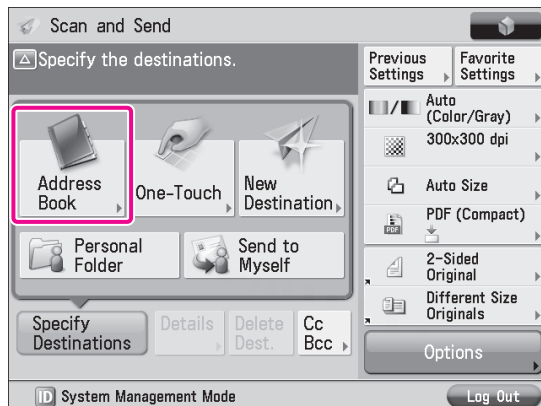 Scan and Send
Specify the destinations.
Previous
Settings
Favorite
Settings
Auto
(Color/Gray)
300x300 dpi
Auto Size
PDF
PDF (Compact)
2-Sided
Original
Different Size
Originals
Options
Address
Book
One-Touch
New
Destination
Personal
Folder
Send to
Myself
Specify
Destinations
Details
Delete
Dest.
Cc
Bcc
ID System Management Mode
Log Out